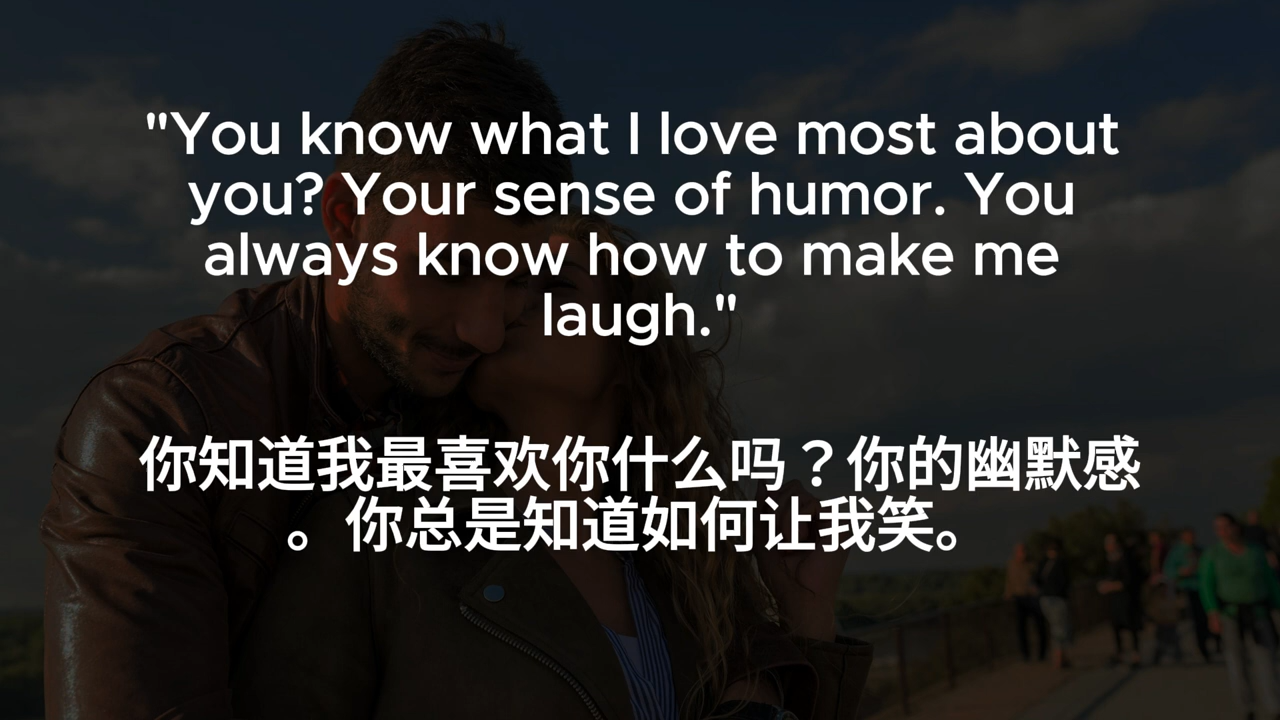 "You know what I love most about
you? Your sense of humor. You
always know how to make me
laugh."
你知道我最喜欢你什么吗？你的幽默感
。你总是知道如何让我笑。